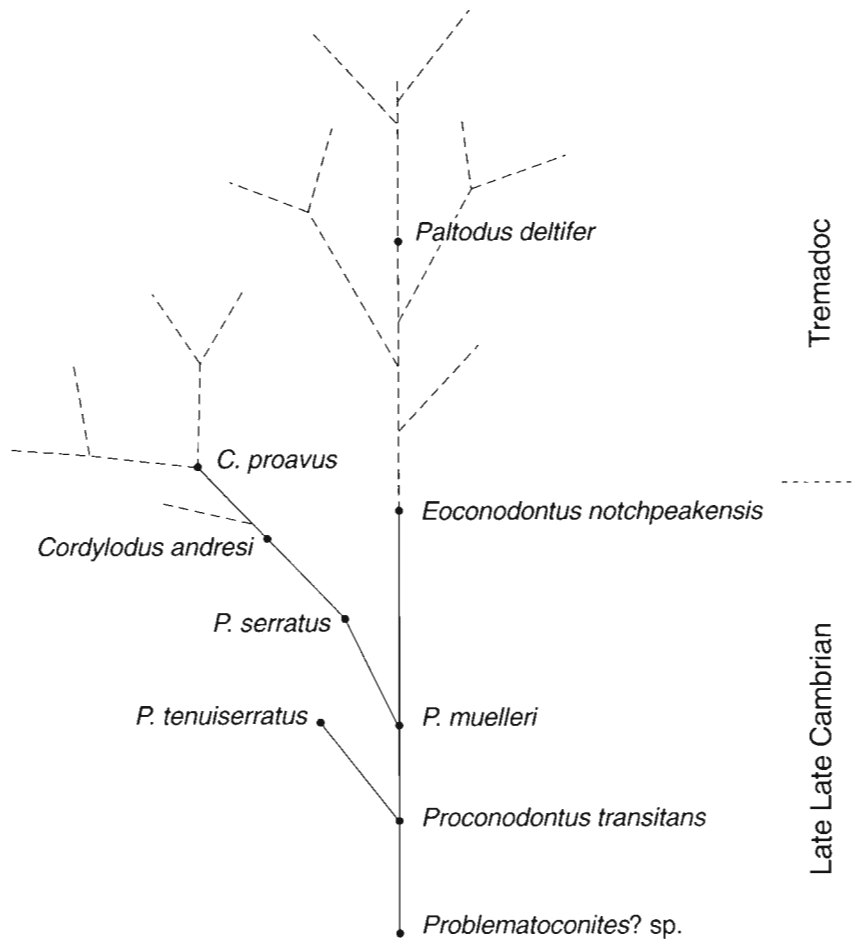 Paltodus deltifer
Tremadoc
C. proavus
Eoconodontus notchpeakensis
Cordylodus andresi
P. serratus
P. tenuiserratus
P. muelleri
Late Late Cambrian
Proconodontus transitans
Problematoconites? sp.